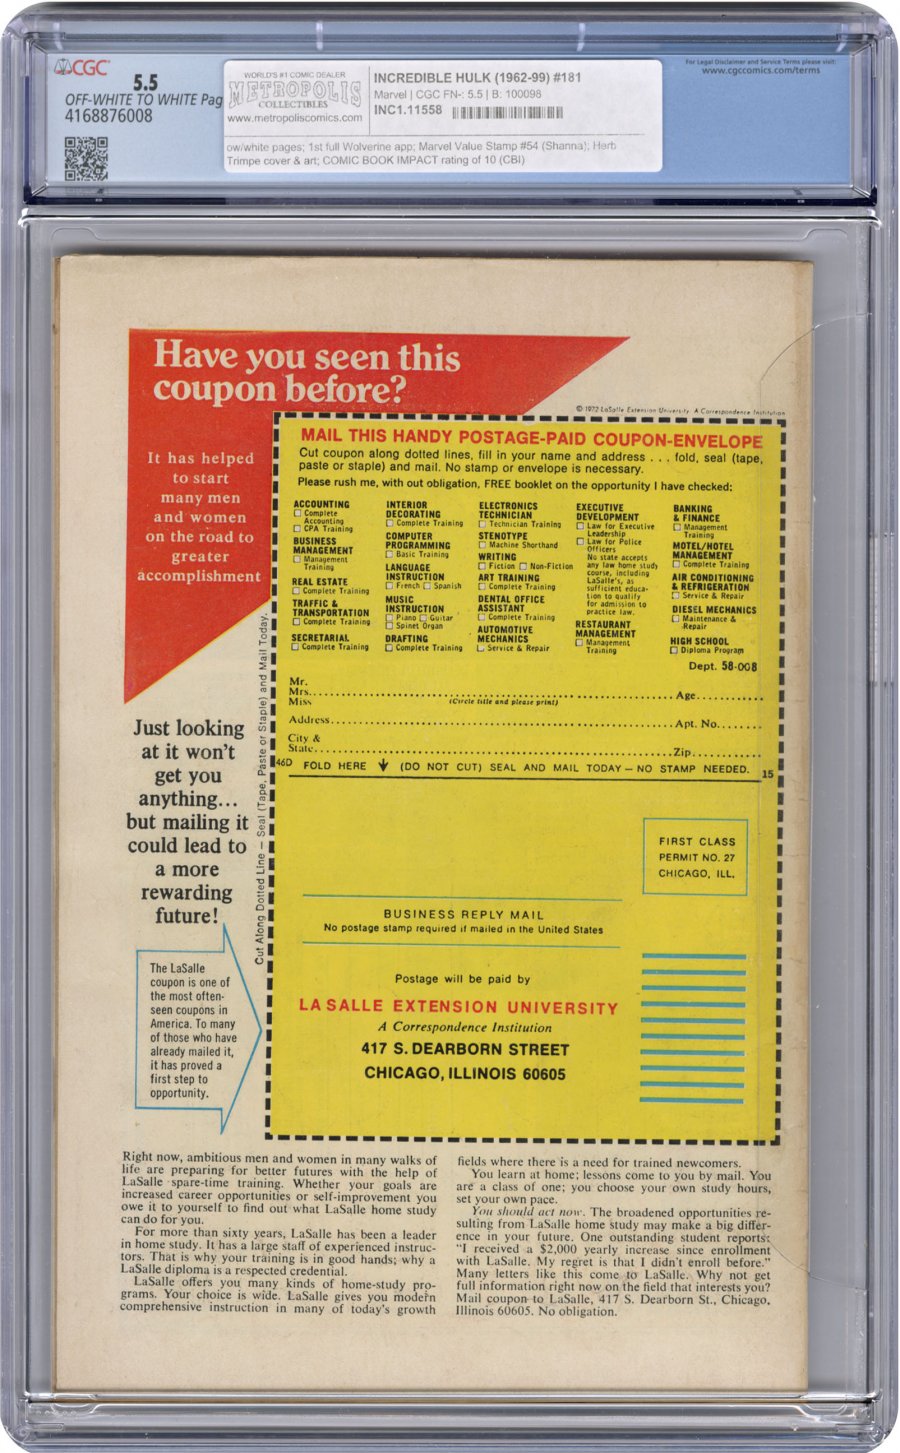 CGC
5.5
OFF-WHITE TO WHITE Pag
4168876008
WORLD'S #1 COMIC DEALER
METROPOLIS
COLLECTIBLES
www.metropoliscomics.com
INCREDIBLE HULK (1962-99) #181
Marvel | CGC FN-: 5.5 | B: 100098
INC1.11558
ow/white pages; 1st full Wolverine app; Marvel Value Stamp #54 (Shanna); Herb
Trimpe cover & art; COMIC BOOK IMPACT rating of 10 (CBI)
For Legal Disclaimer and Service Terms please visit:
www.cgccomics.com/terms
Have you seen this
coupon before?
It has helped
to start
many men
and women
on the road to
greater
accomplishment
© 1972 LaSalle Extension University A Correspondence Institution
MAIL THIS HANDY POSTAGE-PAID COUPON-ENVELOPE
Cut coupon along dotted lines, fill in your name and address . . . fold, seal (tape,
paste or staple) and mail. No stamp or envelope is necessary.
Please rush me, with out obligation, FREE booklet on the opportunity I have checked:
ACCOUNTING
Complete
Accounting
CPA Training
BUSINESS
MANAGEMENT
Management
Training
REAL ESTATE
Complete Training
TRAFFIC &
TRANSPORTATION
Complete Training
SECRETARIAL
Complete Training
INTERIOR
DECORATING
Complete Training
COMPUTER
PROGRAMMING
Basic Training
LANGUAGE
INSTRUCTION
French Spanish
MUSIC
INSTRUCTION
Piano Guitar
Spinet Organ
DRAFTING
Complete Training
ELECTRONICS
TECHNICIAN
Technician Training
STENOTYPE
Machine Shorthand
WRITING
Fiction Non-Fiction
ART TRAINING
Complete Training
DENTAL OFFICE
ASSISTANT
Complete Training
AUTOMOTIVE
MECHANICS
Service & Repair
EXECUTIVE
DEVELOPMENT
Law for Executive
Leadership
Law for Police
Officers
No state accepts
any law home study
course, including
LaSalle's, as
sufficient educa-
tion to qualify
for admission to
practice law.
RESTAURANT
MANAGEMENT
Management
Training
BANKING
& FINANCE
Management
Training
MOTEL/HOTEL
MANAGEMENT
Complete Training
AIR CONDITIONING
& REFRIGERATION
Service & Repair
DIESEL MECHANICS
Maintenance &
Repair
HIGH SCHOOL
Diploma Program
Dept. 58-008
Mr.
Mrs. Age
Miss (Circle title and please print)
Address Apt. No.
City &
State Zip
46D FOLD HERE (DO NOT CUT) SEAL AND MAIL TODAY — NO STAMP NEEDED. 15
Cut Along Dotted Line — Seal (Tape, Paste or Staple) and Mail Today
Just looking
at it won't
get you
anything...
but mailing it
could lead to
a more
rewarding
future!
FIRST CLASS
PERMIT NO. 27
CHICAGO, ILL.
BUSINESS REPLY MAIL
No postage stamp required if mailed in the United States
Postage will be paid by
LA SALLE EXTENSION UNIVERSITY
A Correspondence Institution
417 S. DEARBORN STREET
CHICAGO, ILLINOIS 60605
The LaSalle
coupon is one of
the most often-
seen coupons in
America. To many
of those who have
already mailed it,
it has proved a
first step to
opportunity.
Right now, ambitious men and women in many walks of
life are preparing for better futures with the help of
LaSalle spare-time training. Whether your goals are
increased career opportunities or self-improvement you
owe it to yourself to find out what LaSalle home study
can do for you.
For more than sixty years, LaSalle has been a leader
in home study. It has a large staff of experienced instruc-
tors. That is why your training is in good hands; why a
LaSalle diploma is a respected credential.
LaSalle offers you many kinds of home-study pro-
grams. Your choice is wide. LaSalle gives you modern
comprehensive instruction in many of today's growth
fields where there is a need for trained newcomers.
You learn at home; lessons come to you by mail. You
are a class of one; you choose your own study hours,
set your own pace.
You should act now. The broadened opportunities re-
sulting from LaSalle home study may make a big differ-
ence in your future. One outstanding student reports:
"I received a $2,000 yearly increase since enrollment
with LaSalle. My regret is that I didn't enroll before."
Many letters like this come to LaSalle. Why not get
full information right now on the field that interests you?
Mail coupon to LaSalle, 417 S. Dearborn St., Chicago,
Illinois 60605. No obligation.